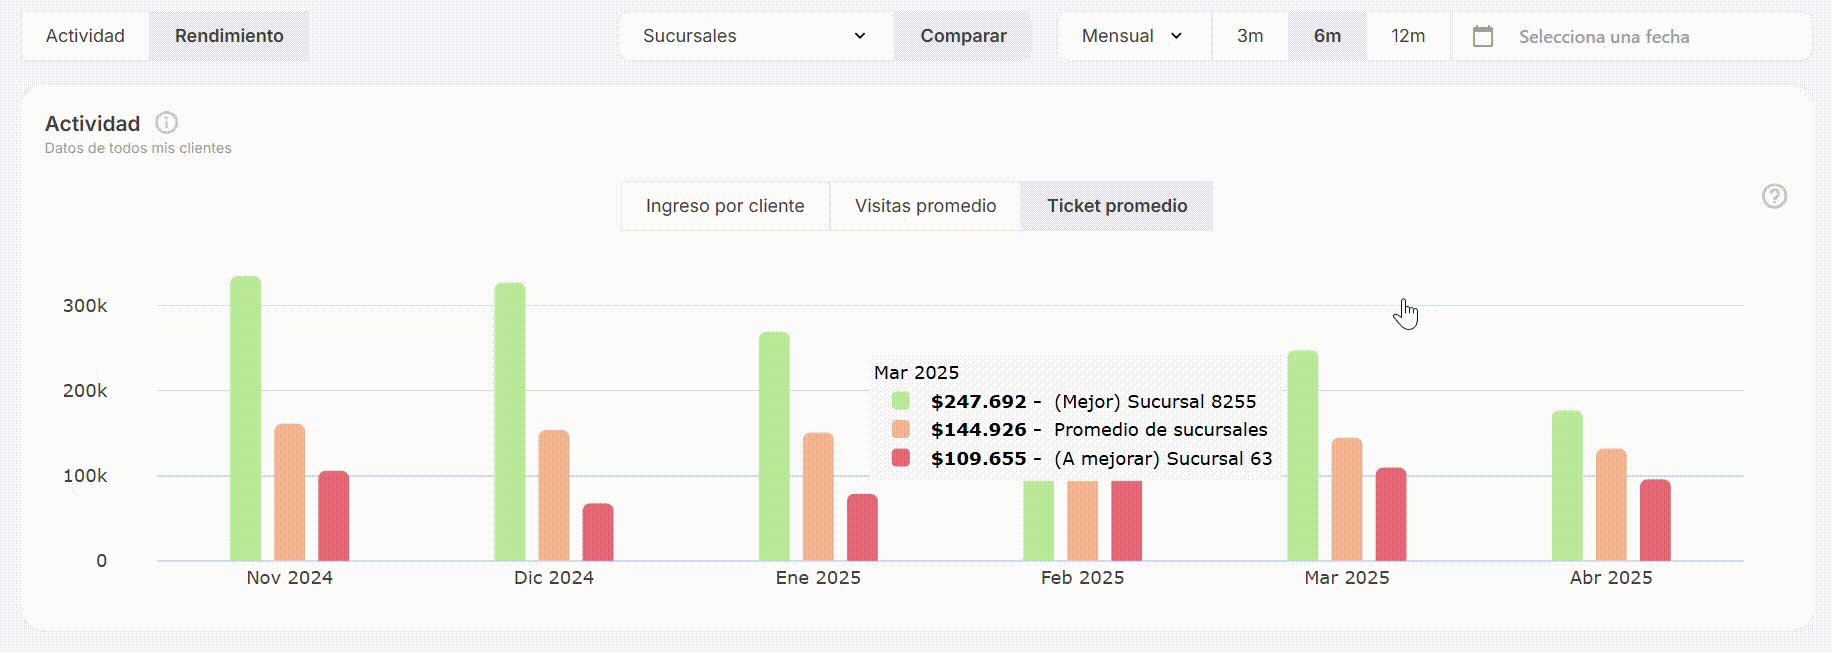 Actividad Rendimiento Sucursales Comparar Mensual 3m 6m 12m Selecciona una fecha
Actividad
Datos de todos mis clientes
Ingreso por cliente Visitas promedio Ticket promedio
300k
200k
100k
0
Mar 2025
$247.692 - (Mejor) Sucursal 8255
$144.926 - Promedio de sucursales
$109.655 - (A mejorar) Sucursal 63
Nov 2024 Dic 2024 Ene 2025 Feb 2025 Mar 2025 Abr 2025